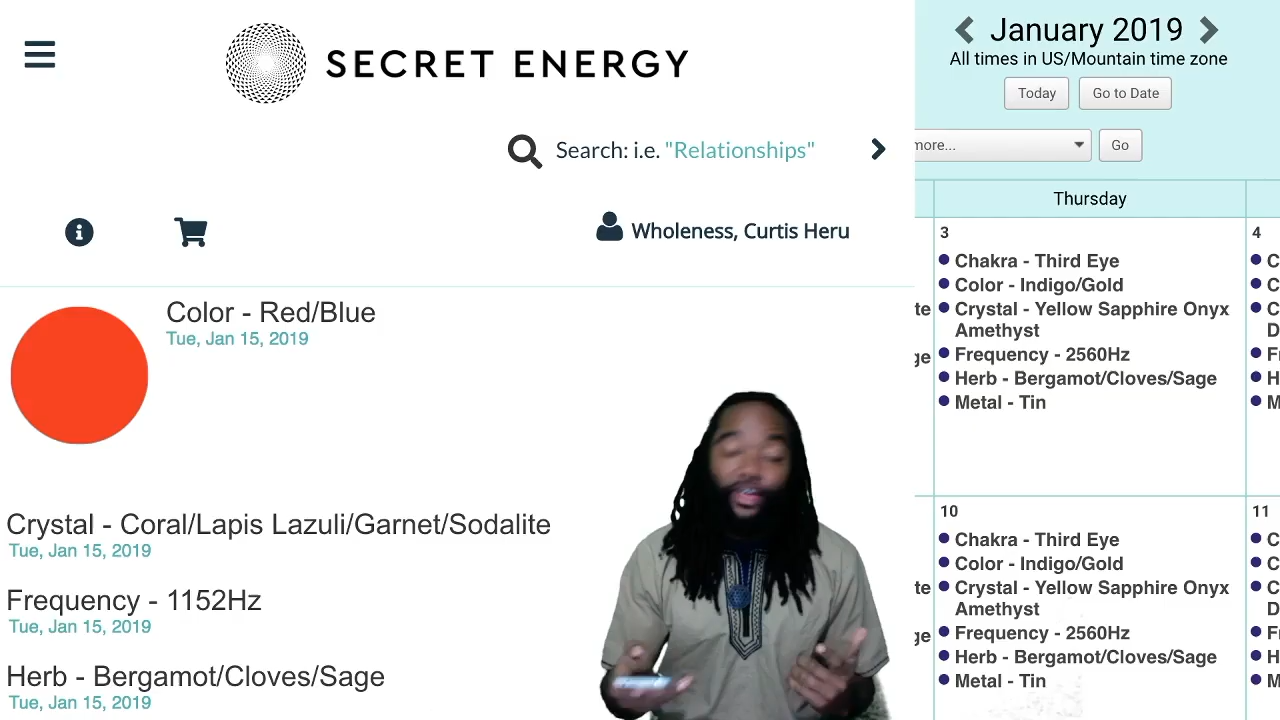 SECRET ENERGY
Search: i.e. "Relationships"
Wholeness, Curtis Heru
Color - Red/Blue
Tue, Jan 15, 2019
Crystal - Coral/Lapis Lazuli/Garnet/Sodalite
Tue, Jan 15, 2019
Frequency - 1152Hz
Tue, Jan 15, 2019
Herb - Bergamot/Cloves/Sage
Tue, Jan 15, 2019
January 2019
All times in US/Mountain time zone
Today
Go to Date
more...
Go
Thursday
3
Chakra - Third Eye
Color - Indigo/Gold
Crystal - Yellow Sapphire Onyx
Amethyst
Frequency - 2560Hz
Herb - Bergamot/Cloves/Sage
Metal - Tin
10
Chakra - Third Eye
Color - Indigo/Gold
Crystal - Yellow Sapphire Onyx
Amethyst
Frequency - 2560Hz
Herb - Bergamot/Cloves/Sage
Metal - Tin
4
11